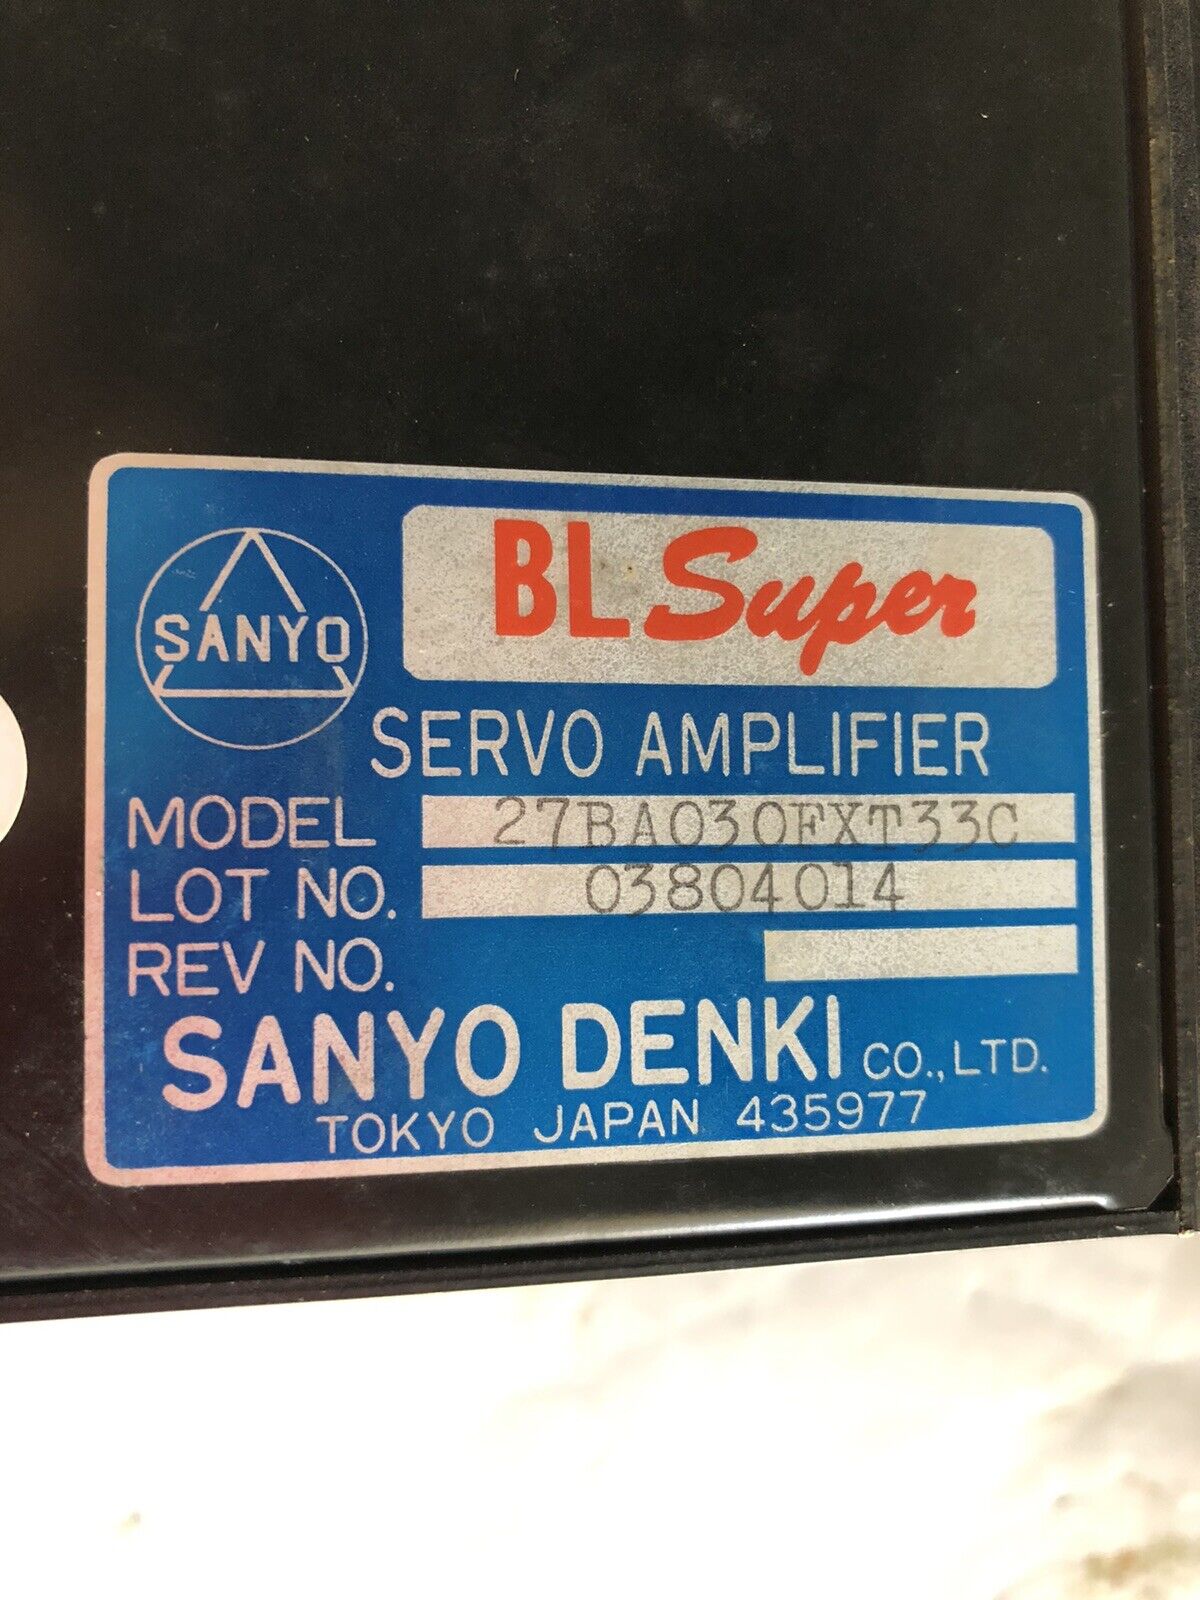 SANYO
BL Super
SERVO AMPLIFIER
MODEL 27BA030FXT33C
LOT NO. 03804014
REV NO.
SANYO DENKI CO., LTD.
TOKYO JAPAN 435977